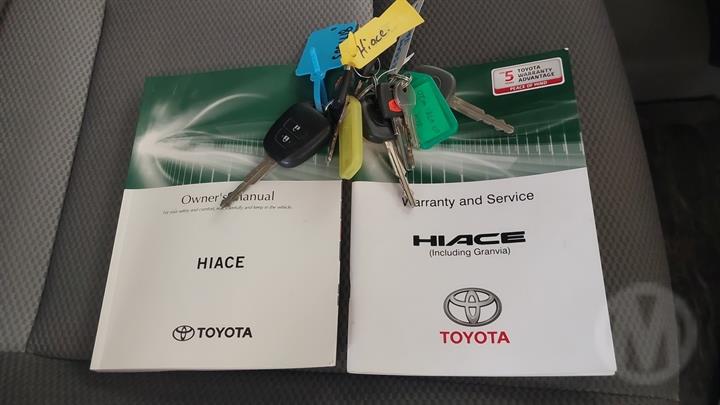 Hiace.
5
TOYOTA
WARRANTY
ADVANTAGE
PEACE OF MIND
Owner's Manual
For your safety and comfort, read carefully and keep in the vehicle.
HIACE
TOYOTA
Warranty and Service
HIACE
(Including Granvia)
TOYOTA